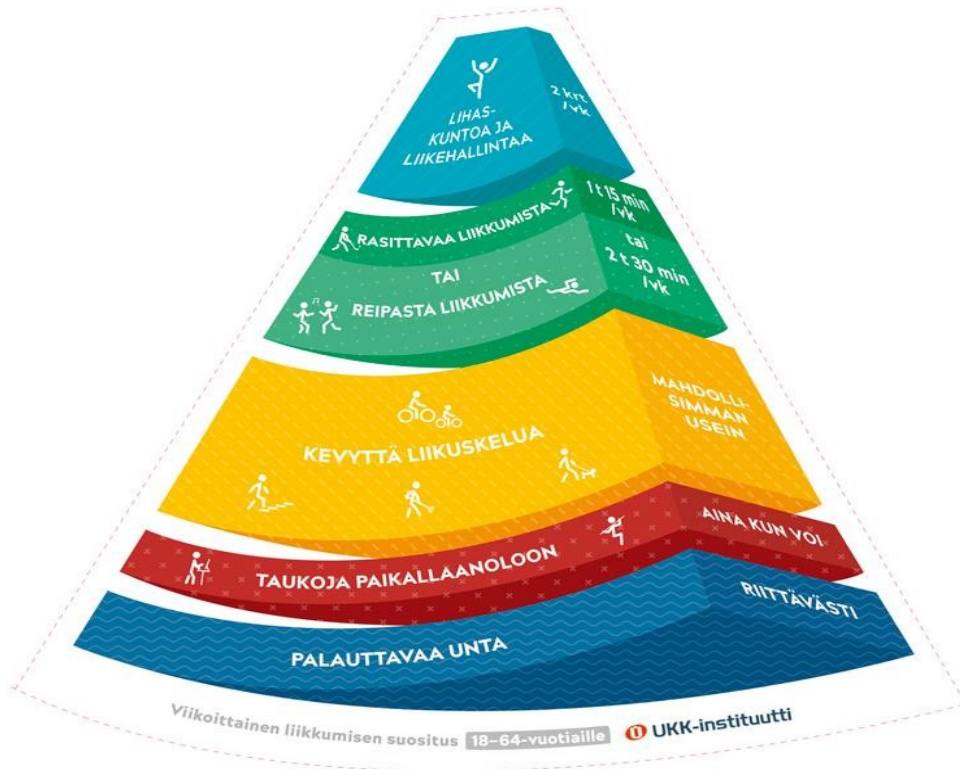 LIHAS-
KUNTOA JA
LIIKEHALLINTAA
2 krt
/vk
RASITTAVAA LIIKKUMISTA
1 t 15 min
/vk
TAI
tai
REIPASTA LIIKKUMISTA
2 t 30 min
/vk
KEVYTTÄ LIIKUSKELUA
MAHDOLLI-
SIMMAN
USEIN
TAUKOJA PAIKALLAANOLOON
AINA KUN VOI
PALAUTTAVAA UNTA
RIITTÄVÄSTI
Viikoittainen liikkumisen suositus 18–64-vuotiaille UKK-instituutti